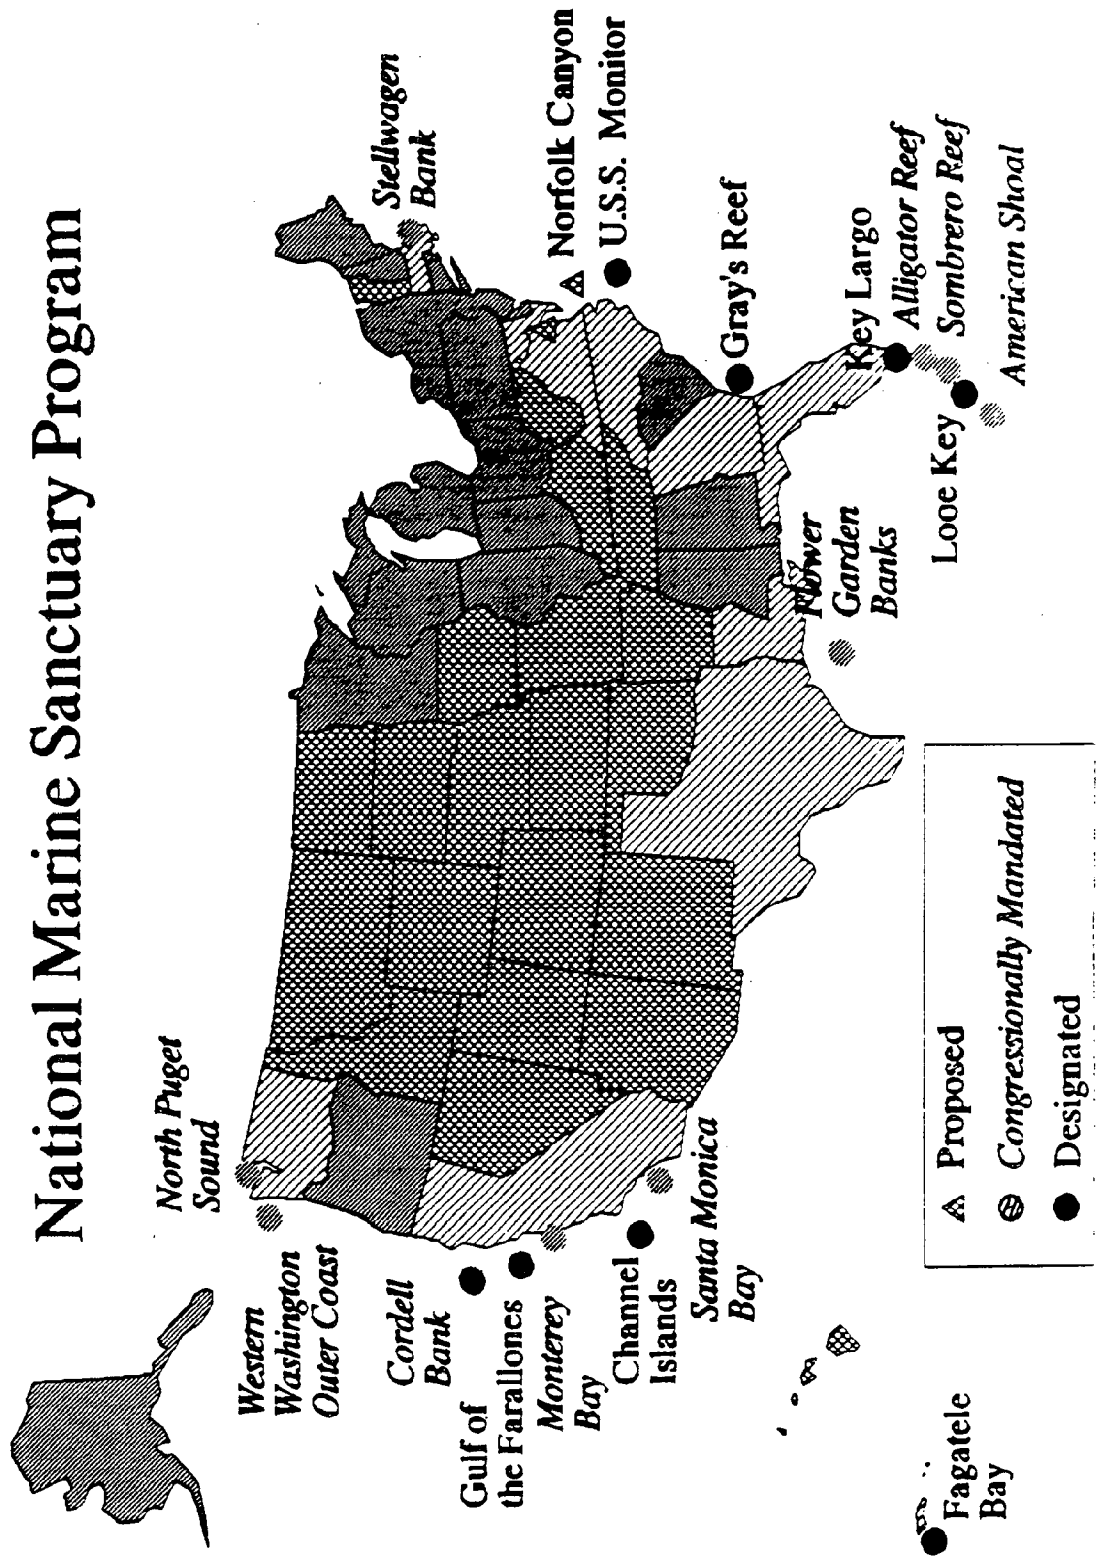 National Marine Sanctuary Program
North Puget
Sound
Western
Washington
Outer Coast
Cordell
Bank
Gulf of
the Farallones
Monterey
Bay
Channel
Islands
Santa Monica
Bay
Fagatele
Bay
Stellwagen
Bank
Norfolk Canyon
U.S.S. Monitor
Gray's Reef
Key Largo
Alligator Reef
Sombrero Reef
American Shoal
Looe Key
Flower
Garden
Banks
Proposed
Congressionally Mandated
Designated